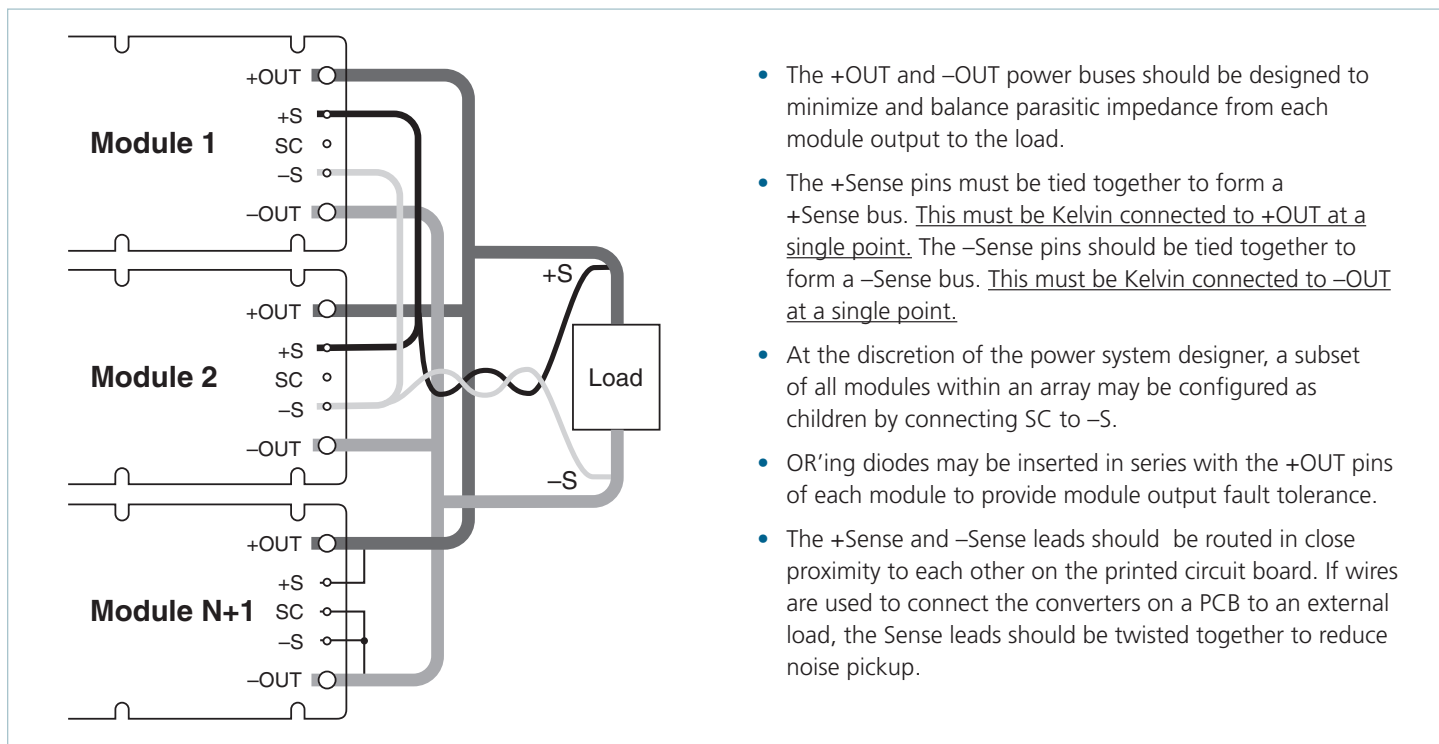 +OUT
+S
Module 1
SC
–S
–OUT
+OUT
+S
Module 2
SC
–S
–OUT
+OUT
+S
Module N+1
SC
–S
–OUT
+S
Load
–S
• The +OUT and –OUT power buses should be designed to
minimize and balance parasitic impedance from each
module output to the load.
• The +Sense pins must be tied together to form a
+Sense bus. This must be Kelvin connected to +OUT at a
single point. The –Sense pins should be tied together to
form a –Sense bus. This must be Kelvin connected to –OUT
at a single point.
• At the discretion of the power system designer, a subset
of all modules within an array may be configured as
children by connecting SC to –S.
• OR'ing diodes may be inserted in series with the +OUT pins
of each module to provide module output fault tolerance.
• The +Sense and –Sense leads should be routed in close
proximity to each other on the printed circuit board. If wires
are used to connect the converters on a PCB to an external
load, the Sense leads should be twisted together to reduce
noise pickup.